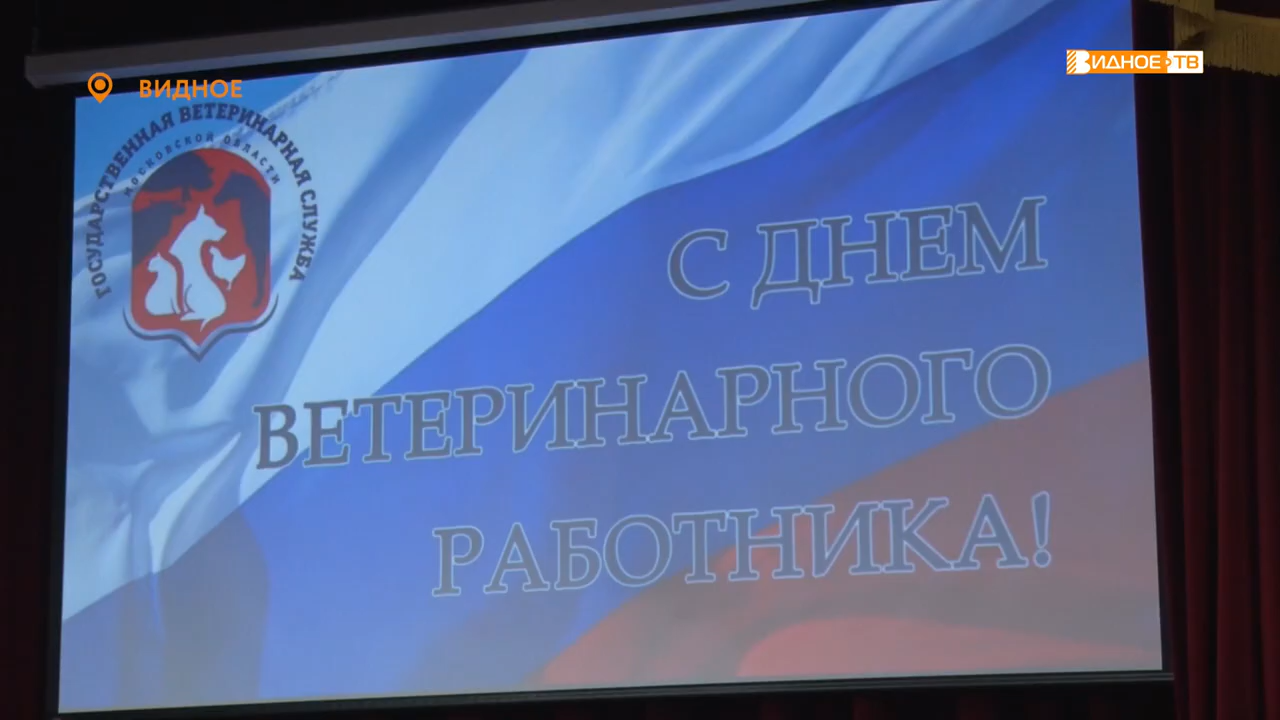 ВИДНОЕ
ВИДНОЕ ТВ
ГОСУДАРСТВЕННАЯ ВЕТЕРИНАРНАЯ СЛУЖБА
МОСКОВСКОЙ ОБЛАСТИ
С ДНЕМ
ВЕТЕРИНАРНОГО
РАБОТНИКА!